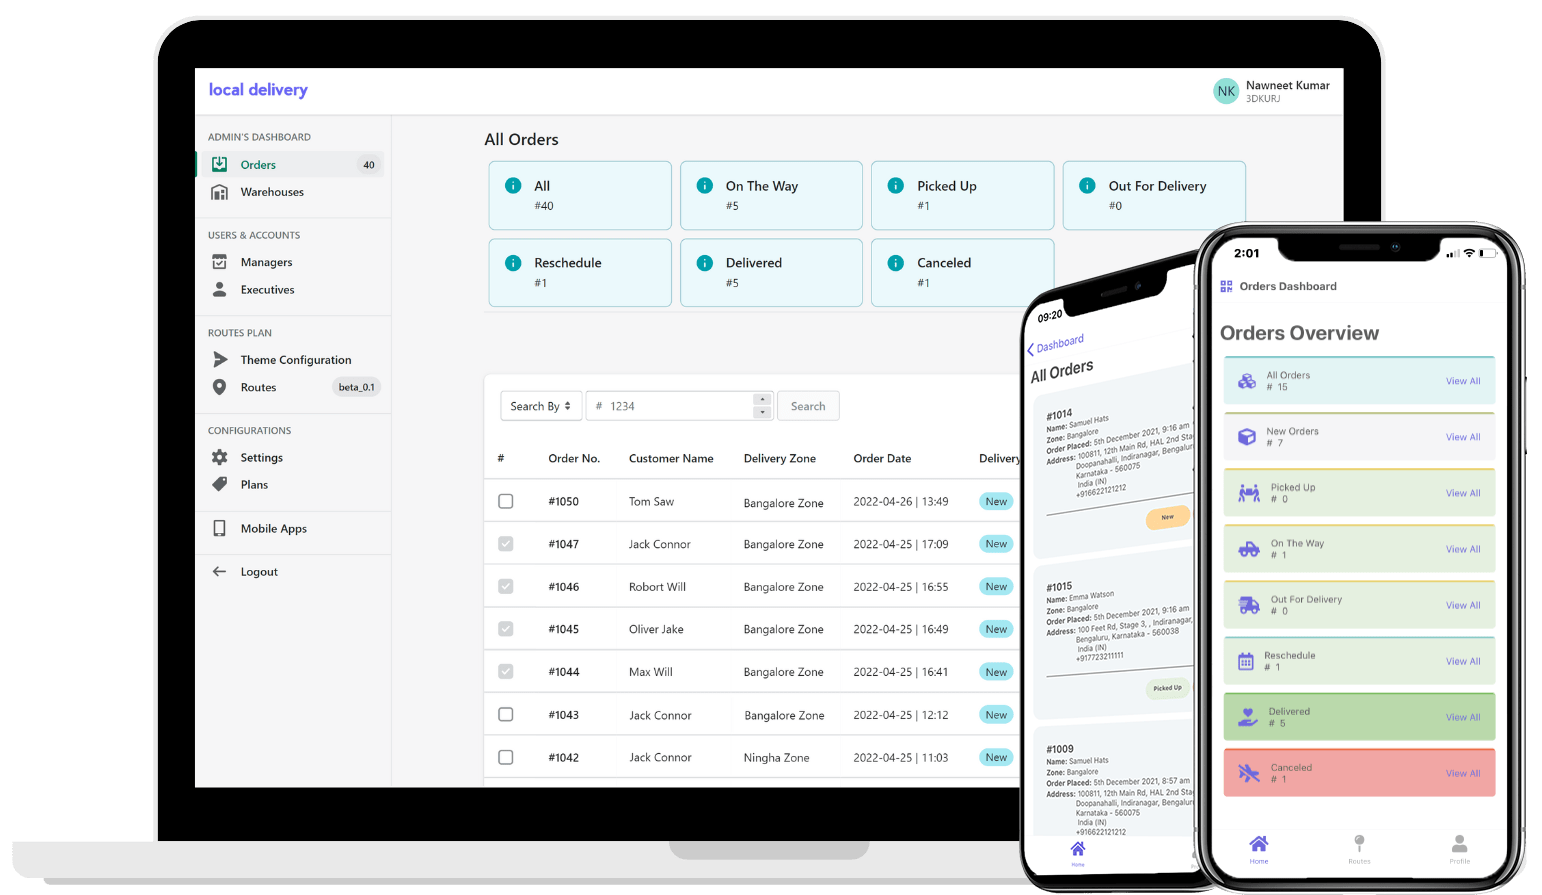 local delivery
NK
Nawneet Kumar
3DKURJ
ADMIN'S DASHBOARD
Orders 40
Warehouses
USERS & ACCOUNTS
Managers
Executives
ROUTES PLAN
Theme Configuration
Routes beta_0.1
CONFIGURATIONS
Settings
Plans
Mobile Apps
Logout
All Orders
All
#40
On The Way
#5
Picked Up
#1
Out For Delivery
#0
Reschedule
#1
Delivered
#5
Canceled
#1
Search By # 1234 Search
# Order No. Customer Name Delivery Zone Order Date Delivery
#1050 Tom Saw Bangalore Zone 2022-04-26 | 13:49 New
#1047 Jack Connor Bangalore Zone 2022-04-25 | 17:09 New
#1046 Robort Will Bangalore Zone 2022-04-25 | 16:55 New
#1045 Oliver Jake Bangalore Zone 2022-04-25 | 16:49 New
#1044 Max Will Bangalore Zone 2022-04-25 | 16:41 New
#1043 Jack Connor Bangalore Zone 2022-04-25 | 12:12 New
#1042 Jack Connor Ningha Zone 2022-04-25 | 11:03 New
09:20
Dashboard
All Orders
#1014
Name: Samuel Hats
Zone: Bangalore
Order Placed: 5th December 2021, 9:16 am
Address: 100811, 12th Main Rd, HAL 2nd Sta
Doopanahalli, Indiranagar, Bengalur
Karnataka - 560075
India (IN)
+916622121212
New
#1015
Name: Emma Watson
Zone: Bangalore
Order Placed: 5th December 2021, 9:16 am
Address: 100 Feet Rd, Stage 3, , Indiranagar,
Bengaluru, Karnataka - 560038
India (IN)
+917723211111
Picked Up
#1009
Name: Samuel Hats
Zone: Bangalore
Order Placed: 5th December 2021, 8:57 am
Address: 100811, 12th Main Rd, HAL 2nd Sta
Doopanahalli, Indiranagar, Bengalur
Karnataka - 560075
India (IN)
+916622121212
Home
2:01
Orders Dashboard
Orders Overview
All Orders
# 15
View All
New Orders
# 7
View All
Picked Up
# 0
View All
On The Way
# 1
View All
Out For Delivery
# 0
View All
Reschedule
# 1
View All
Delivered
# 5
View All
Canceled
# 1
View All
Home Routes Profile